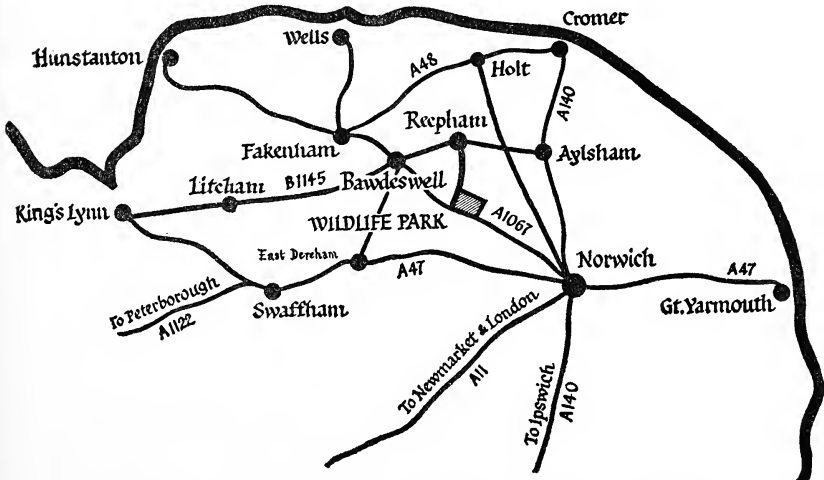 Cromer
Wells
Hunstanton
A48
Holt
A140
Reepham
Fakenham
Aylsham
Bawdeswell
B1145
Litcham
King's Lynn
WILDLIFE PARK
A1067
East Dereham
A47
Norwich
A47
To Peterborough
A1122
Swaffham
Gt. Yarmouth
To Newmarket & London
A11
To Ipswich
A140